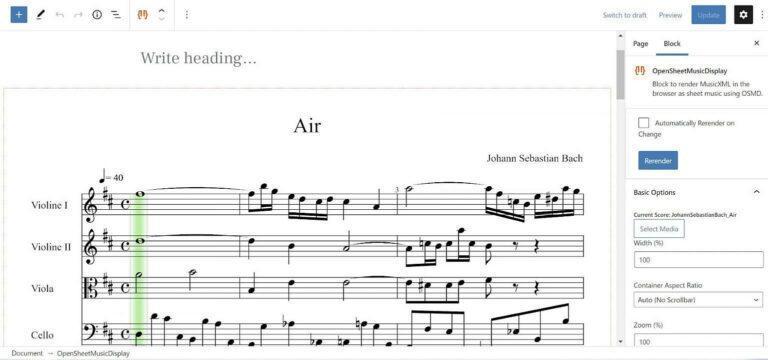 Switch to draft
Preview
Update
Write heading...
Air
Johann Sebastian Bach
= 40
3
Violine I
Violine II
Viola
Cello
Page
Block
OpenSheetMusicDisplay
Block to render MusicXML in the
browser as sheet music using OSMD.
Automatically Rerender on
Change
Rerender
Basic Options
Current Score: JohannSebastianBach_Air
Select Media
Width (%)
100
Container Aspect Ratio
Auto (No Scrollbar)
Zoom (%)
100
Document → OpenSheetMusicDisplay